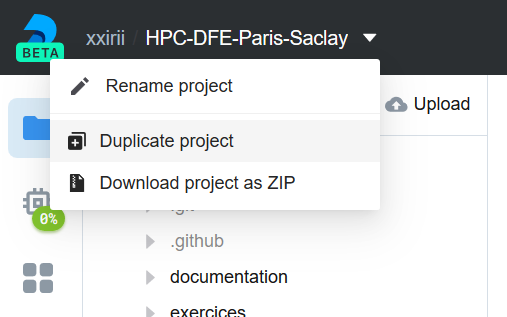 xxirii / HPC-DFE-Paris-Saclay
BETA
Rename project
Upload
Duplicate project
Download project as ZIP
0%
.github
documentation
exercices